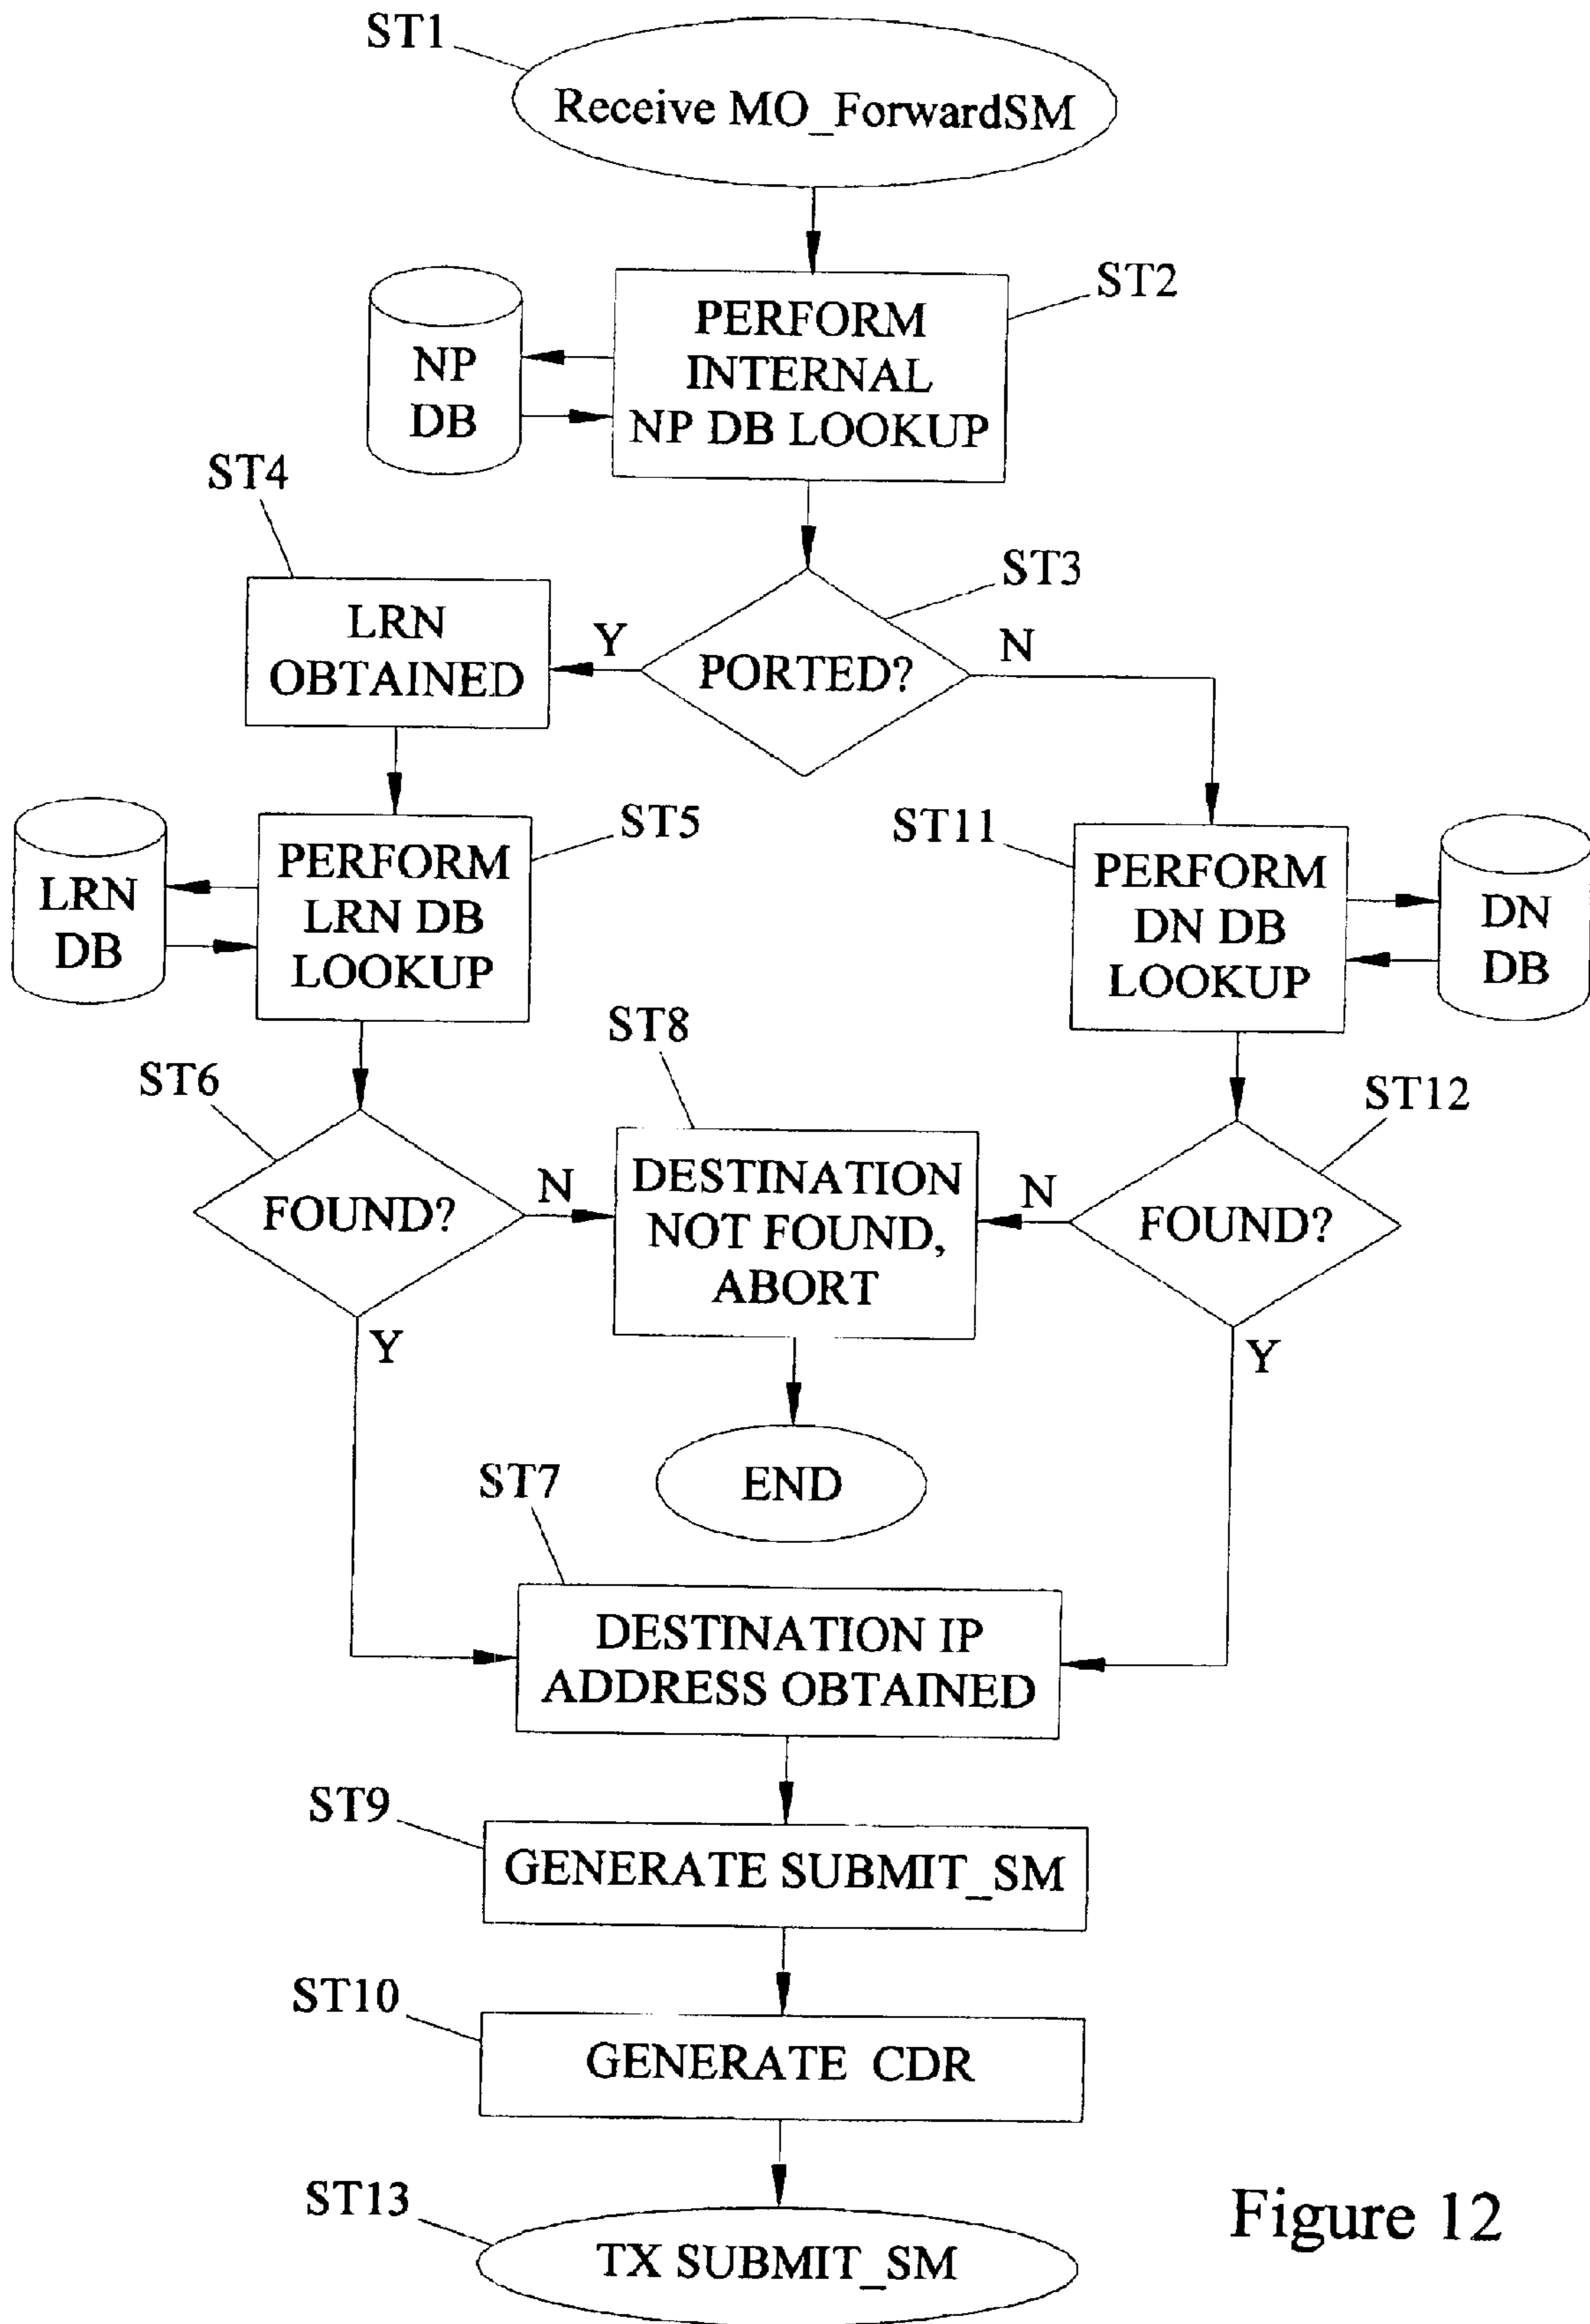 ST1
Receive MO_ForwardSM
ST2
PERFORM
INTERNAL
NP DB LOOKUP
NP
DB
ST4
LRN
OBTAINED
ST3
PORTED?
Y
N
ST5
PERFORM
LRN DB
LOOKUP
LRN
DB
ST11
PERFORM
DN DB
LOOKUP
DN
DB
ST6
FOUND?
N
Y
ST8
DESTINATION
NOT FOUND,
ABORT
ST12
FOUND?
N
Y
END
ST7
DESTINATION IP
ADDRESS OBTAINED
ST9
GENERATE SUBMIT_SM
ST10
GENERATE CDR
ST13
TX SUBMIT_SM
Figure 12